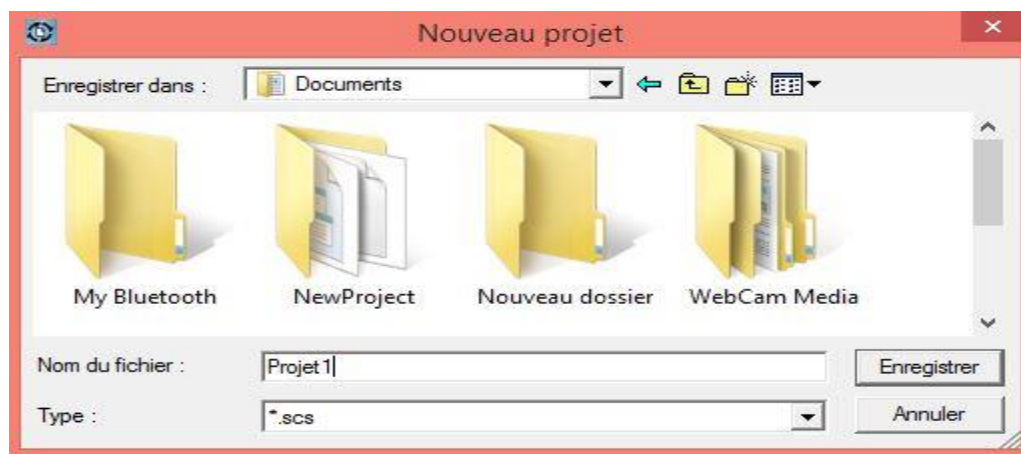 Nouveau projet
Enregistrer dans : Documents
My Bluetooth NewProject Nouveau dossier WebCam Media
Nom du fichier : Projet1 Enregistrer
Type : *.scs Annuler